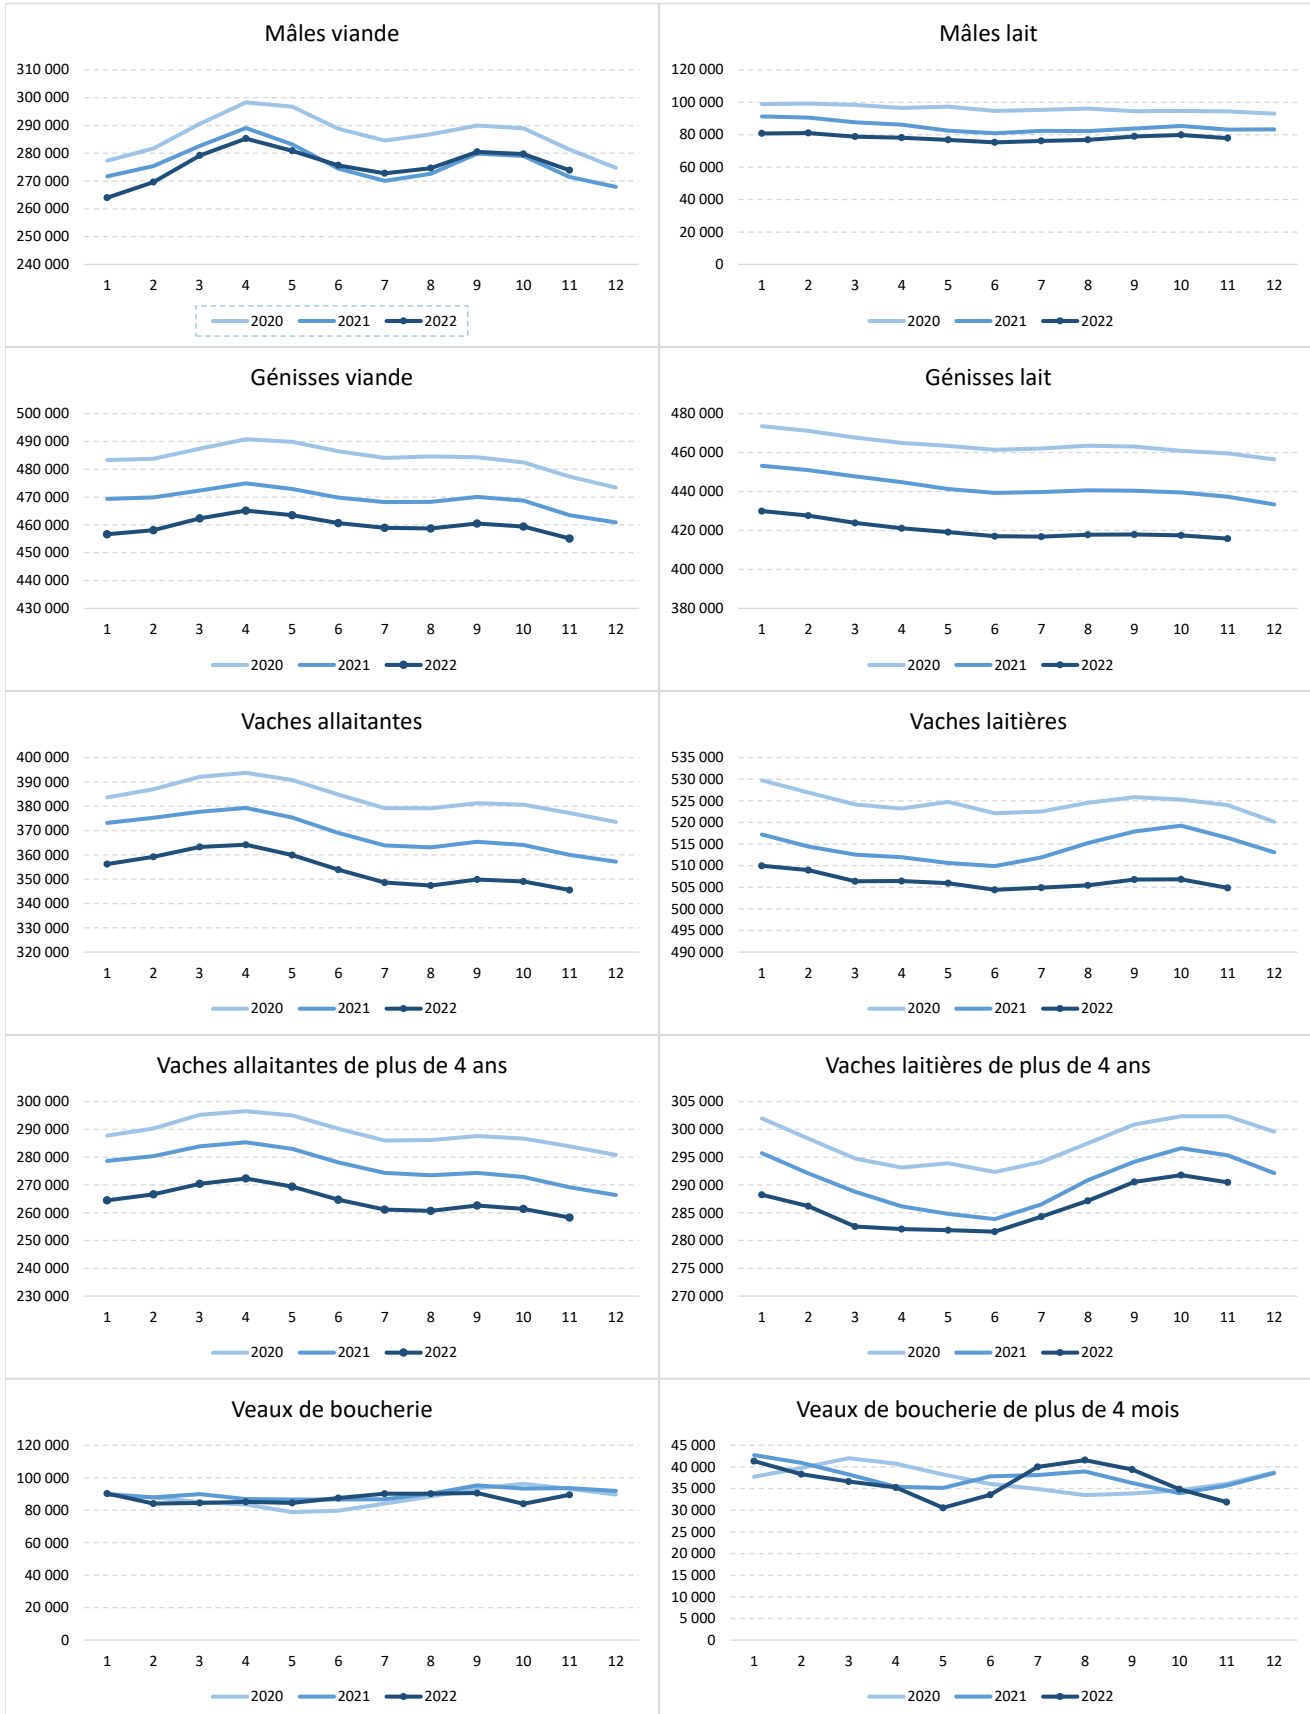 Mâles viande
310 000
300 000
290 000
280 000
270 000
260 000
250 000
240 000
1 2 3 4 5 6 7 8 9 10 11 12
2020 2021 2022
Mâles lait
120 000
100 000
80 000
60 000
40 000
20 000
0
1 2 3 4 5 6 7 8 9 10 11 12
2020 2021 2022
Génisses viande
500 000
490 000
480 000
470 000
460 000
450 000
440 000
430 000
1 2 3 4 5 6 7 8 9 10 11 12
2020 2021 2022
Génisses lait
480 000
460 000
440 000
420 000
400 000
380 000
1 2 3 4 5 6 7 8 9 10 11 12
2020 2021 2022
Vaches allaitantes
400 000
390 000
380 000
370 000
360 000
350 000
340 000
330 000
320 000
1 2 3 4 5 6 7 8 9 10 11 12
2020 2021 2022
Vaches laitières
535 000
530 000
525 000
520 000
515 000
510 000
505 000
500 000
495 000
490 000
1 2 3 4 5 6 7 8 9 10 11 12
2020 2021 2022
Vaches allaitantes de plus de 4 ans
300 000
290 000
280 000
270 000
260 000
250 000
240 000
230 000
1 2 3 4 5 6 7 8 9 10 11 12
2020 2021 2022
Vaches laitières de plus de 4 ans
305 000
300 000
295 000
290 000
285 000
280 000
275 000
270 000
1 2 3 4 5 6 7 8 9 10 11 12
2020 2021 2022
Veaux de boucherie
120 000
100 000
80 000
60 000
40 000
20 000
0
1 2 3 4 5 6 7 8 9 10 11 12
2020 2021 2022
Veaux de boucherie de plus de 4 mois
45 000
40 000
35 000
30 000
25 000
20 000
15 000
10 000
5 000
0
1 2 3 4 5 6 7 8 9 10 11 12
2020 2021 2022